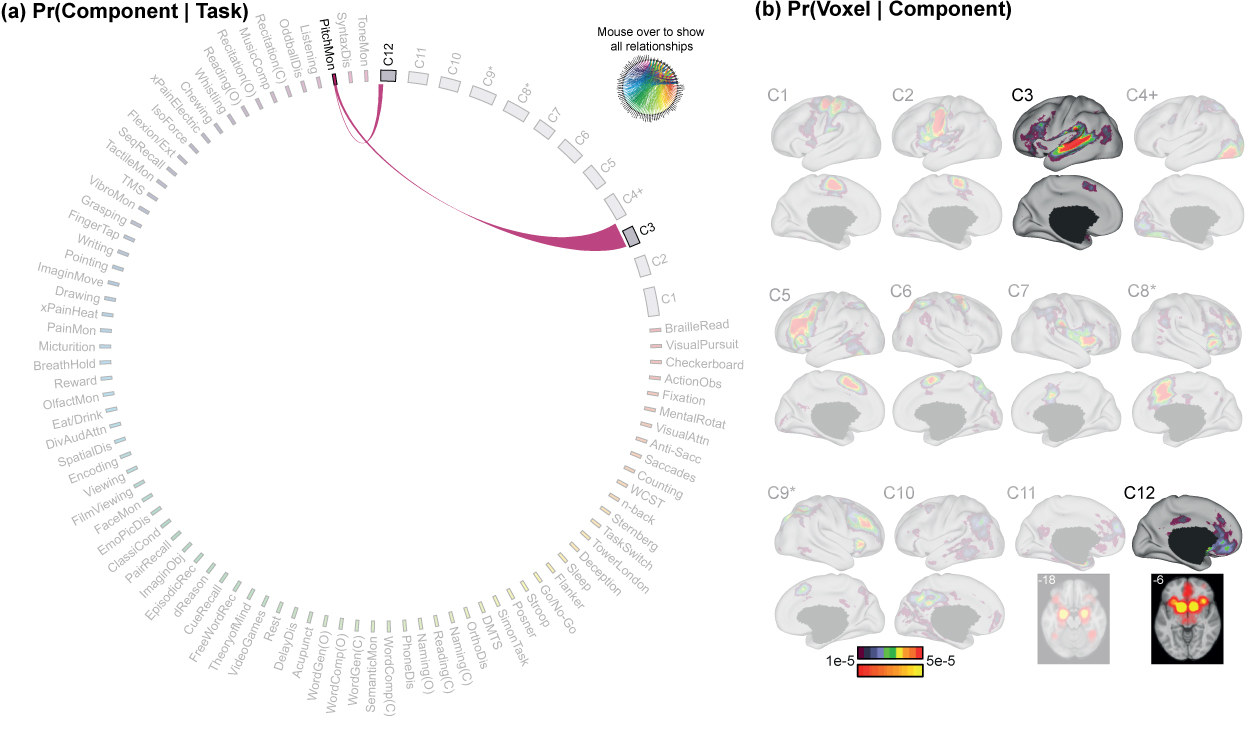 (a) Pr(Component | Task)
Mouse over to show
all relationships
C12
C11
C10
C9*
C8*
C7
C6
C5
C4+
C3
C2
C1
BrailleRead
VisualPursuit
Checkerboard
ActionObs
Fixation
MentalRotat
VisualAttn
Anti-Sacc
Saccades
Counting
WCST
n-back
Sternberg
TaskSwitch
TowerLondon
Deception
Sleep
Flanker
Go/No-Go
Stroop
Posner
SimonTask
DMTS
OrthoDis
Naming(C)
Reading(C)
Naming(O)
PhoneDis
WordComp(C)
SemanticMon
WordGen(C)
WordComp(O)
WordGen(O)
Acupunct
DelayDis
Rest
VideoGames
TheoryofMind
FreeWordRec
CueRecall
dReason
EpisodicRec
ImaginObj
PairRecall
ClassiCond
EmoPicDis
FaceMon
FilmViewing
Viewing
Encoding
SpatialDis
DivAudAttn
Eat/Drink
OlfactMon
Reward
BreathHold
Micturition
PainMon
xPainHeat
Drawing
ImaginMove
Pointing
Writing
FingerTap
Grasping
VibroMon
TMS
TactileMon
SeqRecall
Flexion/Ext
IsoForce
xPainElectric
Chewing
Whistling
Reading(O)
Recitation(O)
MusicComp
Recitation(C)
OddballDis
Listening
PitchMon
SyntaxDis
ToneMon
(b) Pr(Voxel | Component)
C1 C2 C3 C4+
C5 C6 C7 C8*
C9* C10 C11 C12
-18 -6
1e-5 5e-5